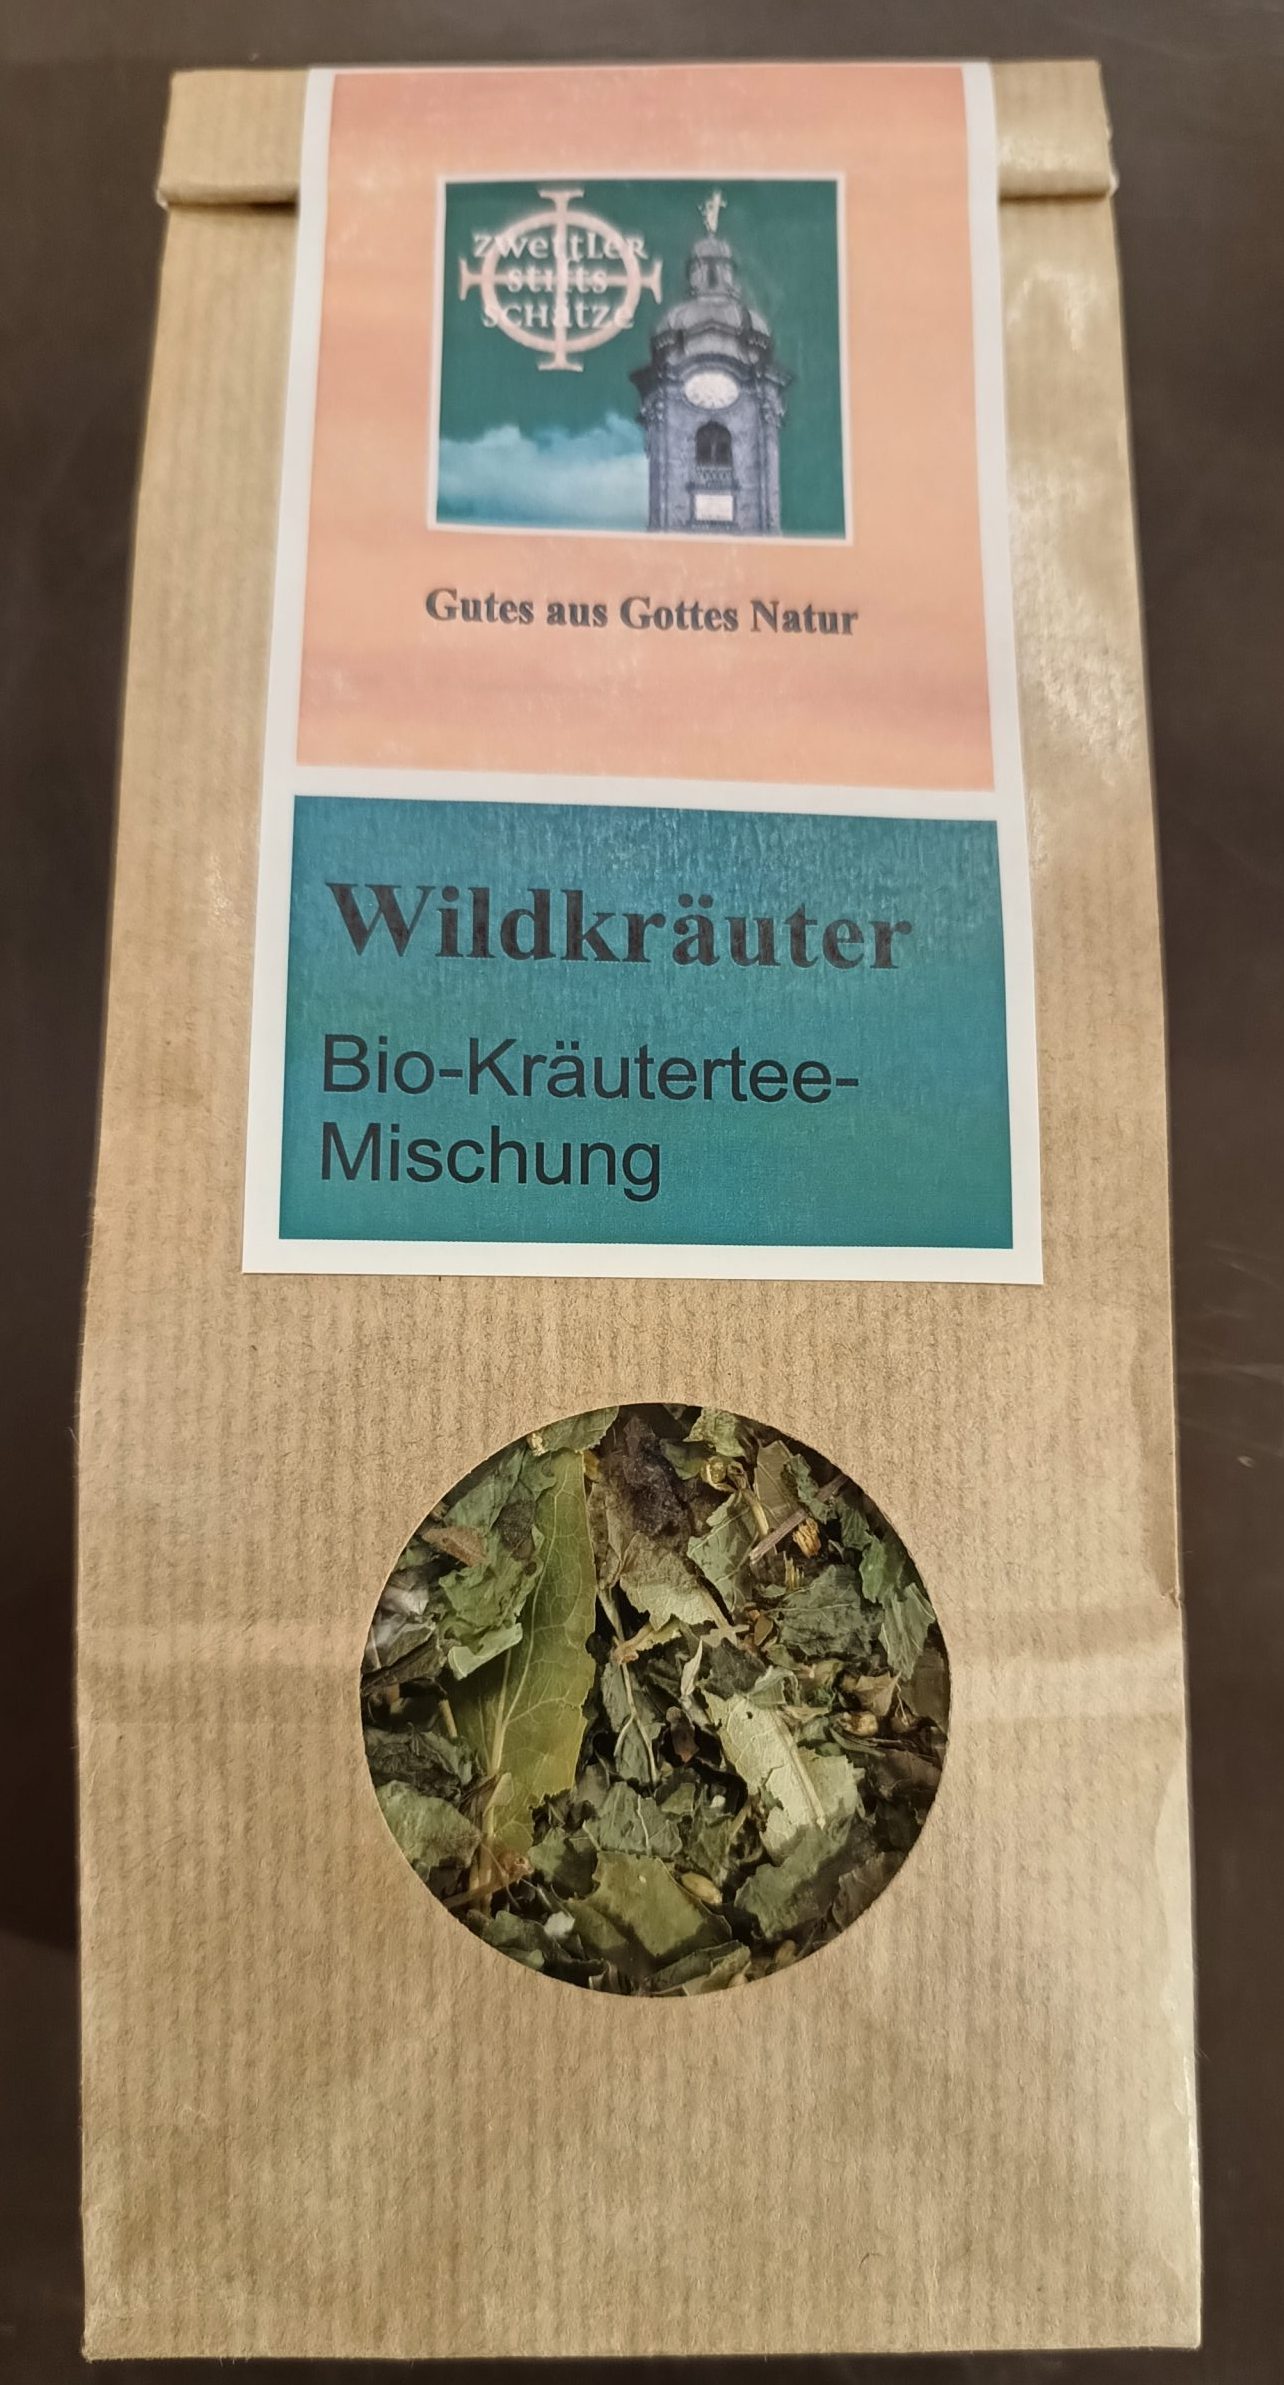 Zwettler
Stifts
Schätze
Gutes aus Gottes Natur
Wildkräuter
Bio-Kräutertee-
Mischung